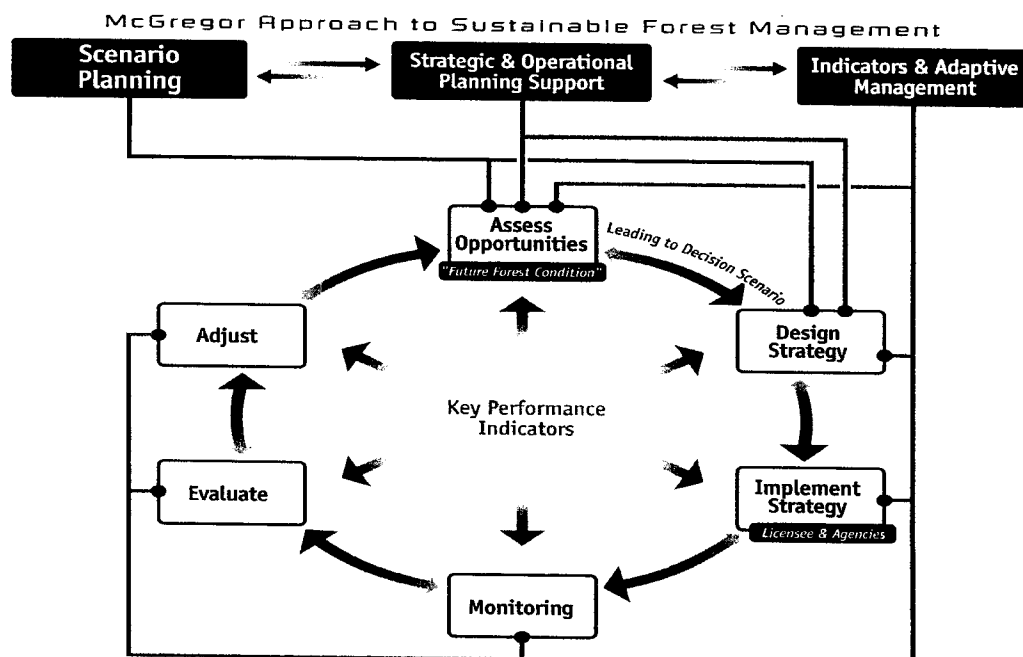 McGregor Approach to Sustainable Forest Management
Scenario
Planning
Strategic & Operational
Planning Support
Indicators & Adaptive
Management
Assess
Opportunities
"Future Forest Condition"
Leading to Decision Scenario
Adjust
Design
Strategy
Key Performance
Indicators
Evaluate
Implement
Strategy
Licensee & Agencies
Monitoring